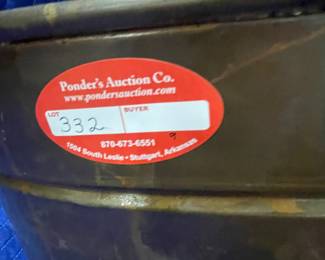 Ponder's Auction Co.
www.pondersauction.com
LOT BUYER
332
9
870-673-6551
1504 South Leslie • Stuttgart, Arkansas